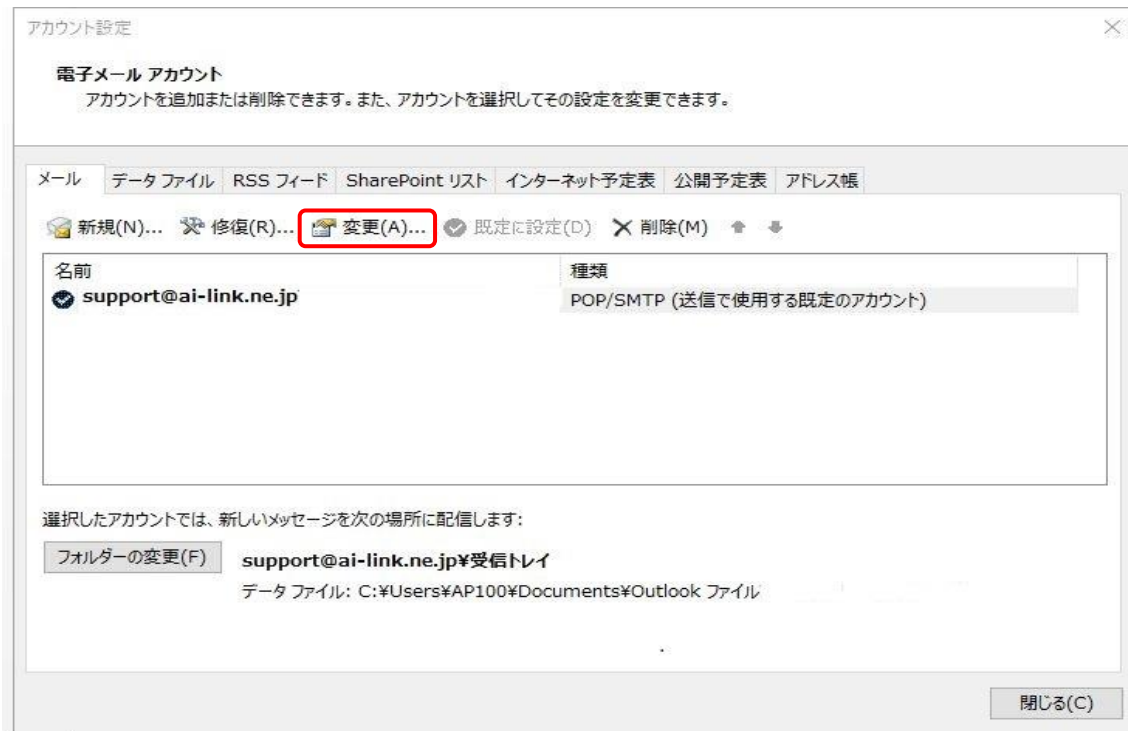 アカウント設定
電子メール アカウント
アカウントを追加または削除できます。また、アカウントを選択してその設定を変更できます。
メール データ ファイル RSS フィード SharePoint リスト インターネット予定表 公開予定表 アドレス帳
新規(N)... 修復(R)... 変更(A)... 既定に設定(D) 削除(M)
名前 種類
support@ai-link.ne.jp POP/SMTP (送信で使用する既定のアカウント)
選択したアカウントでは、新しいメッセージを次の場所に配信します:
フォルダーの変更(F) support@ai-link.ne.jp¥受信トレイ
データ ファイル: C:¥Users¥AP100¥Documents¥Outlook ファイル
閉じる(C)